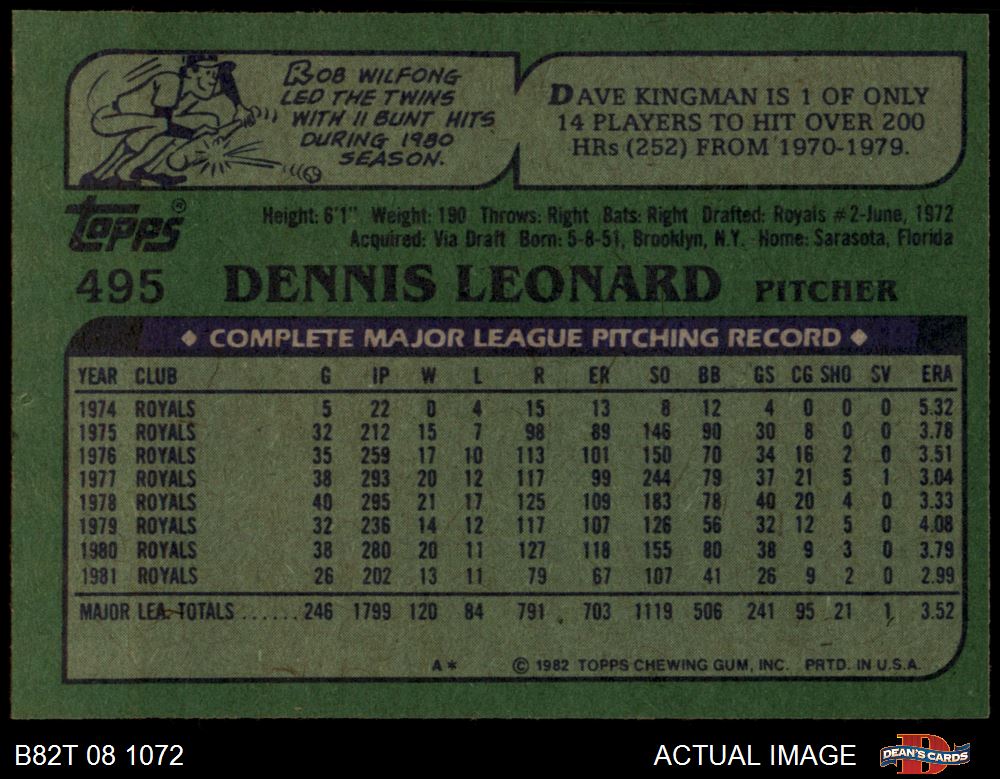 ROB WILFONG
LED THE TWINS
WITH 11 BUNT HITS
DURING 1980
SEASON.
DAVE KINGMAN IS 1 OF ONLY
14 PLAYERS TO HIT OVER 200
HRs (252) FROM 1970-1979.
topps®
Height: 6'1" Weight: 190 Throws: Right Bats: Right Drafted: Royals #2-June, 1972
Acquired: Via Draft Born: 5-8-51, Brooklyn, N.Y. Home: Sarasota, Florida
495 DENNIS LEONARD PITCHER
◆ COMPLETE MAJOR LEAGUE PITCHING RECORD ◆
YEAR CLUB G IP W L R ER SO BB GS CG SHO SV ERA
1974 ROYALS 5 22 0 4 15 13 8 12 4 0 0 0 5.32
1975 ROYALS 32 212 15 7 98 89 146 90 30 8 0 0 3.78
1976 ROYALS 35 259 17 10 113 101 150 70 34 16 2 0 3.51
1977 ROYALS 38 293 20 12 117 99 244 79 37 21 5 1 3.04
1978 ROYALS 40 295 21 17 125 109 183 78 40 20 4 0 3.33
1979 ROYALS 32 236 14 12 117 107 126 56 32 12 5 0 4.08
1980 ROYALS 38 280 20 11 127 118 155 80 38 9 3 0 3.79
1981 ROYALS 26 202 13 11 79 67 107 41 26 9 2 0 2.99
MAJOR LEA. TOTALS ...... 246 1799 120 84 791 703 1119 506 241 95 21 1 3.52
A* © 1982 TOPPS CHEWING GUM, INC. PRTD. IN U.S.A.
B82T 08 1072 ACTUAL IMAGE DEAN'S CARDS